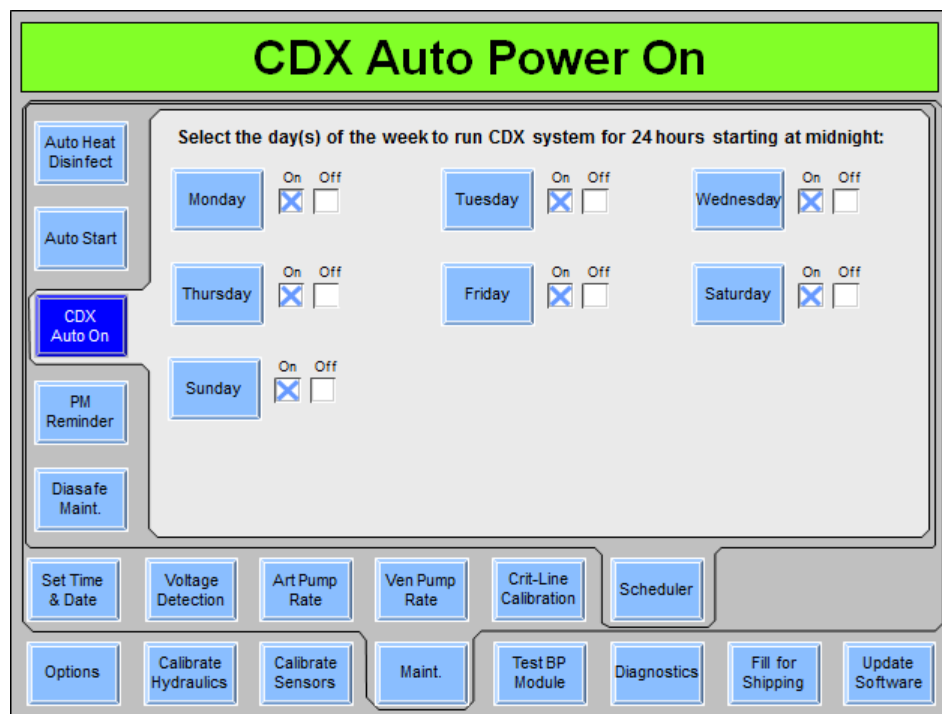 CDX Auto Power On
Select the day(s) of the week to run CDX system for 24 hours starting at midnight:
Auto Heat
Disinfect
Auto Start
CDX
Auto On
PM
Reminder
Diasafe
Maint.
Monday On Off
Tuesday On Off
Wednesday On Off
Thursday On Off
Friday On Off
Saturday On Off
Sunday On Off
Set Time
& Date
Voltage
Detection
Art Pump
Rate
Ven Pump
Rate
Crit-Line
Calibration
Scheduler
Options
Calibrate
Hydraulics
Calibrate
Sensors
Maint.
Test BP
Module
Diagnostics
Fill for
Shipping
Update
Software